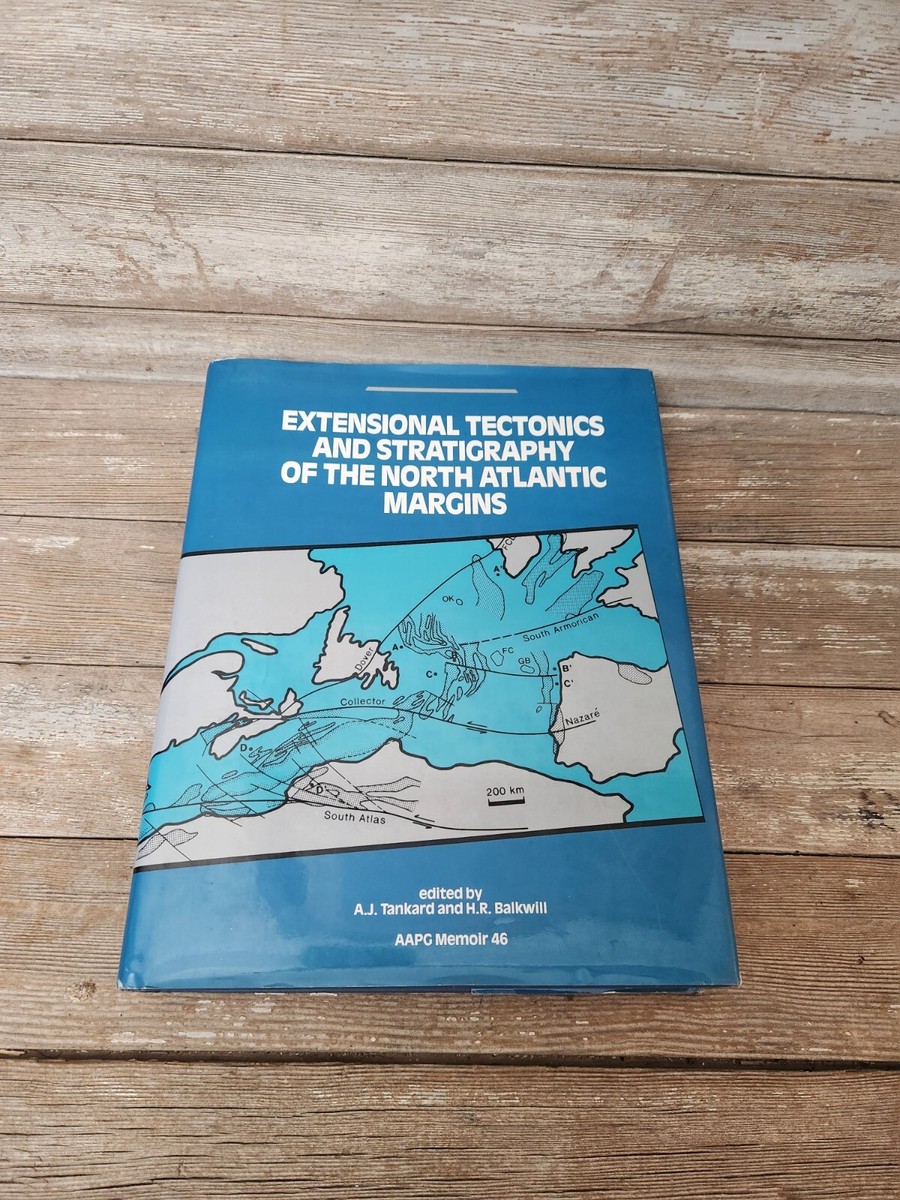 EXTENSIONAL TECTONICS
AND STRATIGRAPHY
OF THE NORTH ATLANTIC
MARGINS
FC
A'
OK
South Armorican
Dover
A
FC
GB
B
B'
C
C'
Collector
Nazaré
D
D'
200 km
South Atlas
edited by
A.J. Tankard and H.R. Balkwill
AAPG Memoir 46